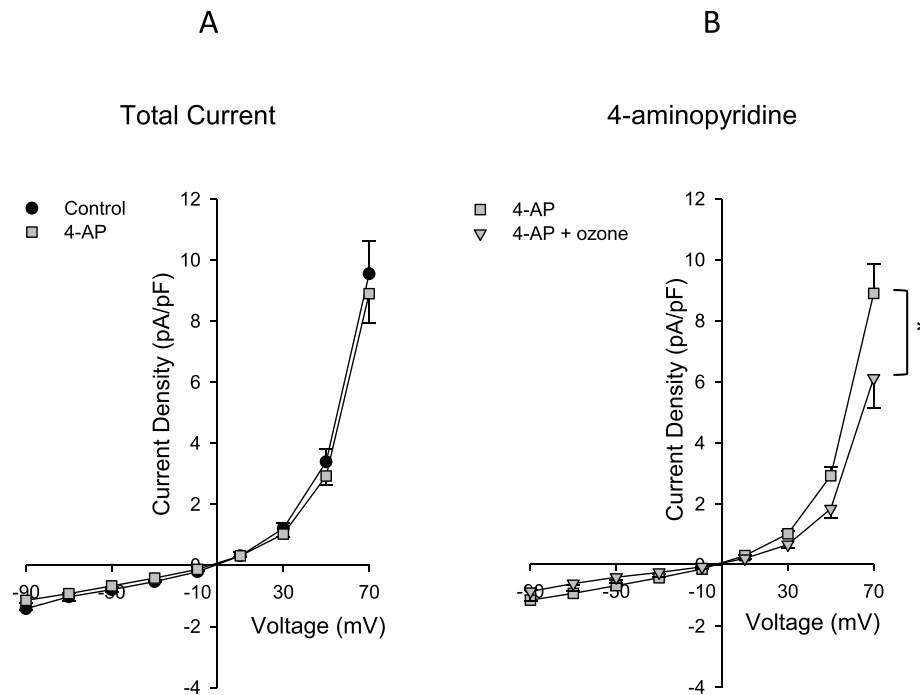 A
B
Total Current
4-aminopyridine
Control
4-AP
4-AP
4-AP + ozone
Current Density (pA/pF)
12
10
8
6
4
2
0
-2
-4
-90
-50
-10
30
70
Voltage (mV)
Current Density (pA/pF)
12
10
8
6
4
2
0
-2
-4
-90
-50
-10
30
70
Voltage (mV)